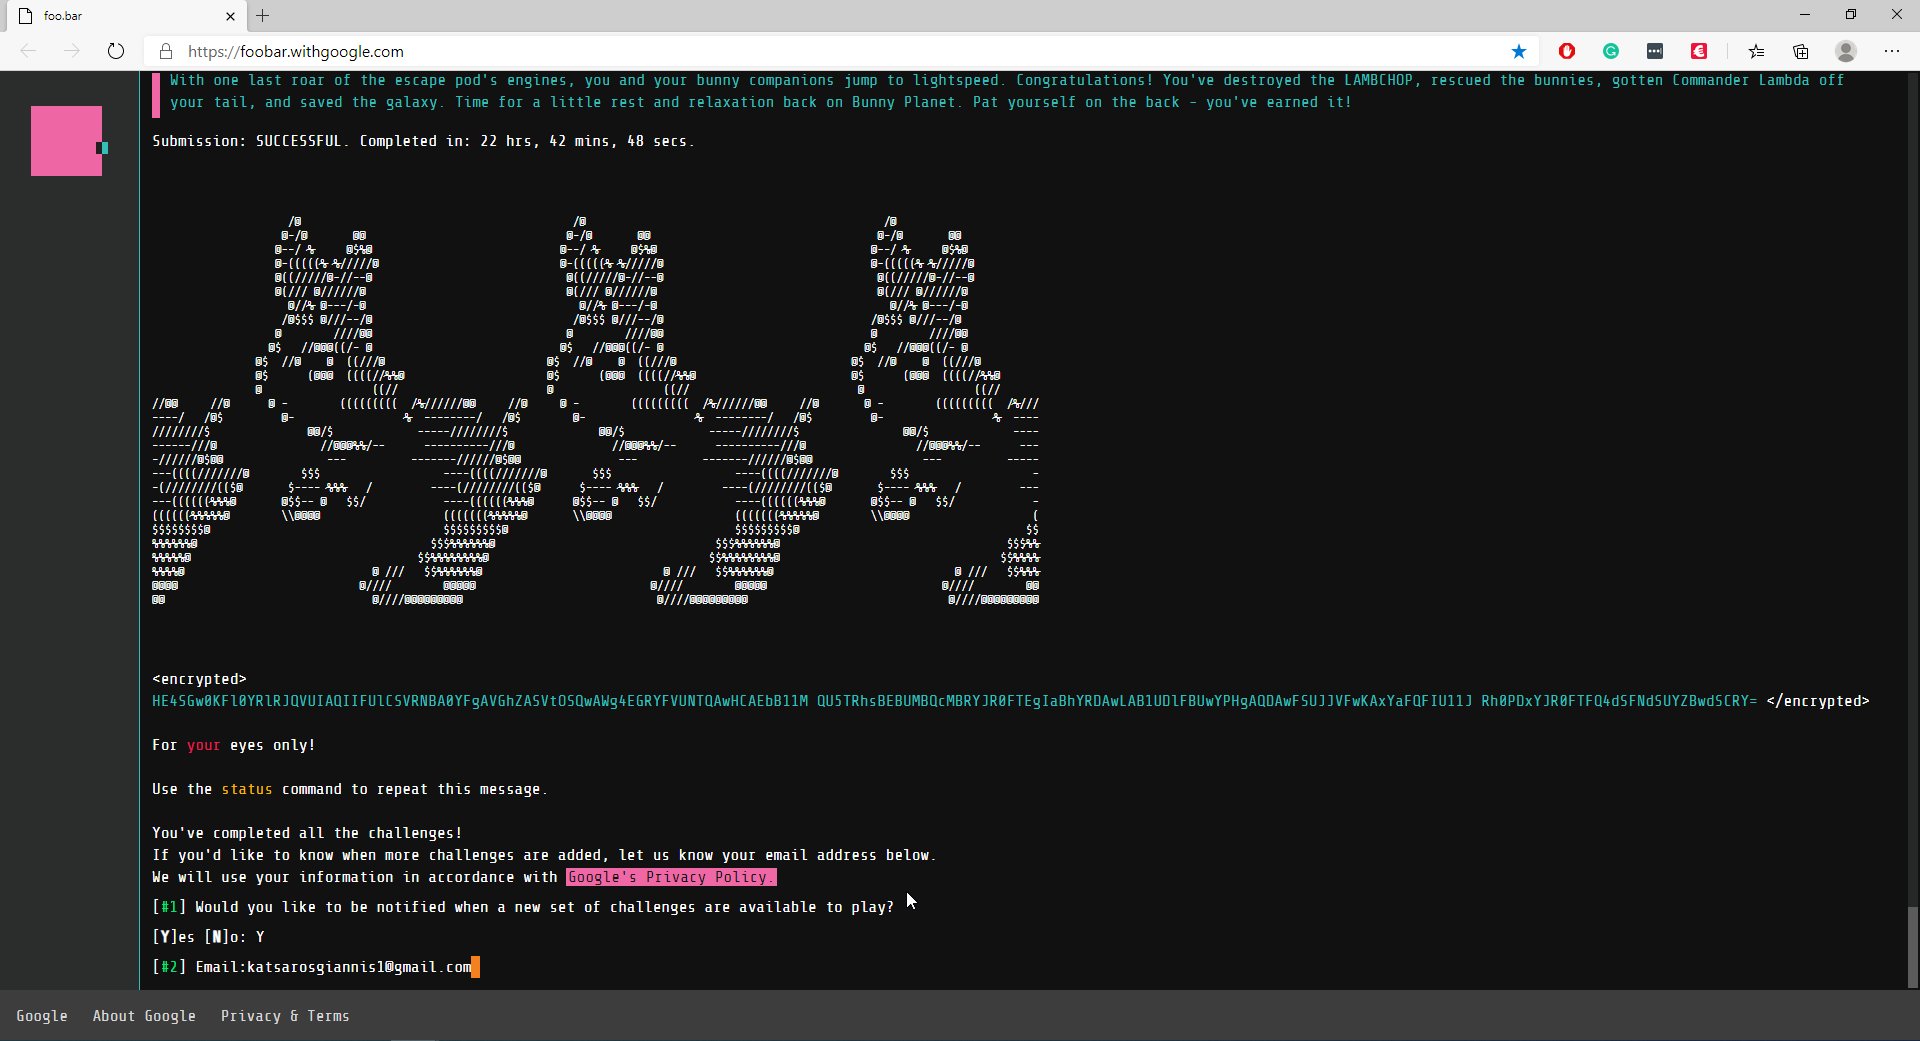 foo.bar
https://foobar.withgoogle.com
With one last roar of the escape pod's engines, you and your bunny companions jump to lightspeed. Congratulations! You've destroyed the LAMBCHOP, rescued the bunnies, gotten Commander Lambda off
your tail, and saved the galaxy. Time for a little rest and relaxation back on Bunny Planet. Pat yourself on the back - you've earned it!
Submission: SUCCESSFUL. Completed in: 22 hrs, 42 mins, 48 secs.
<encrypted>
</encrypted>
For your eyes only!
Use the status command to repeat this message.
You've completed all the challenges!
If you'd like to know when more challenges are added, let us know your email address below.
We will use your information in accordance with Google's Privacy Policy.
[#1] Would you like to be notified when a new set of challenges are available to play?
[Y]es [N]o: Y
[#2] Email:katsarosgiannis1@gmail.com
Google About Google Privacy & Terms